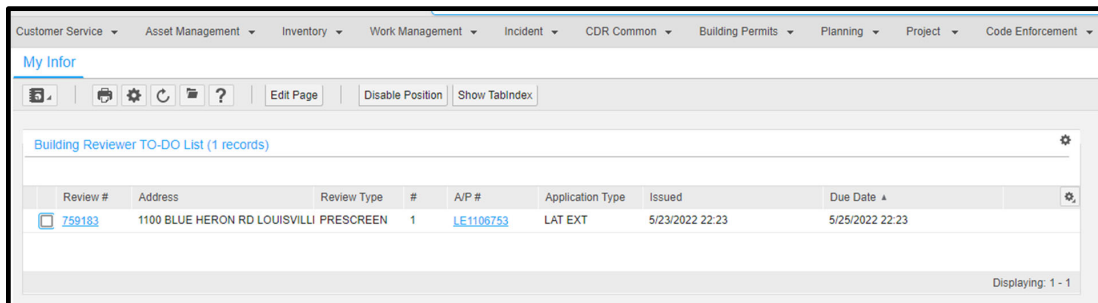 Customer Service Asset Management Inventory Work Management Incident CDR Common Building Permits Planning Project Code Enforcement
My Infor
? Edit Page Disable Position Show TabIndex
Building Reviewer TO-DO List (1 records)
Review # Address Review Type # A/P # Application Type Issued Due Date
759183 1100 BLUE HERON RD LOUISVILLI PRESCREEN 1 LE1106753 LAT EXT 5/23/2022 22:23 5/25/2022 22:23
Displaying: 1 - 1